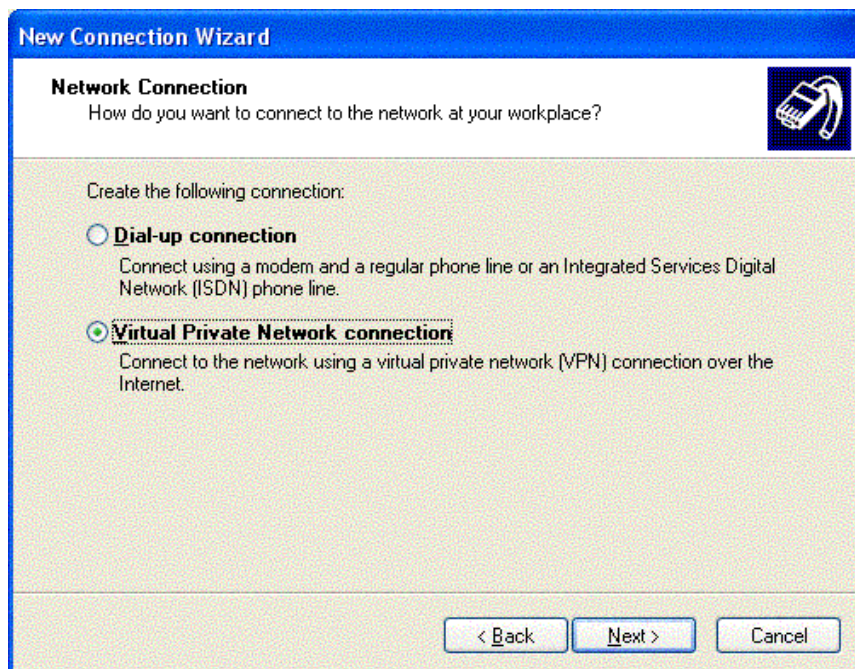 New Connection Wizard
Network Connection
How do you want to connect to the network at your workplace?
Create the following connection:
Dial-up connection
Connect using a modem and a regular phone line or an Integrated Services Digital
Network (ISDN) phone line.
Virtual Private Network connection
Connect to the network using a virtual private network (VPN) connection over the
Internet.
< Back
Next >
Cancel